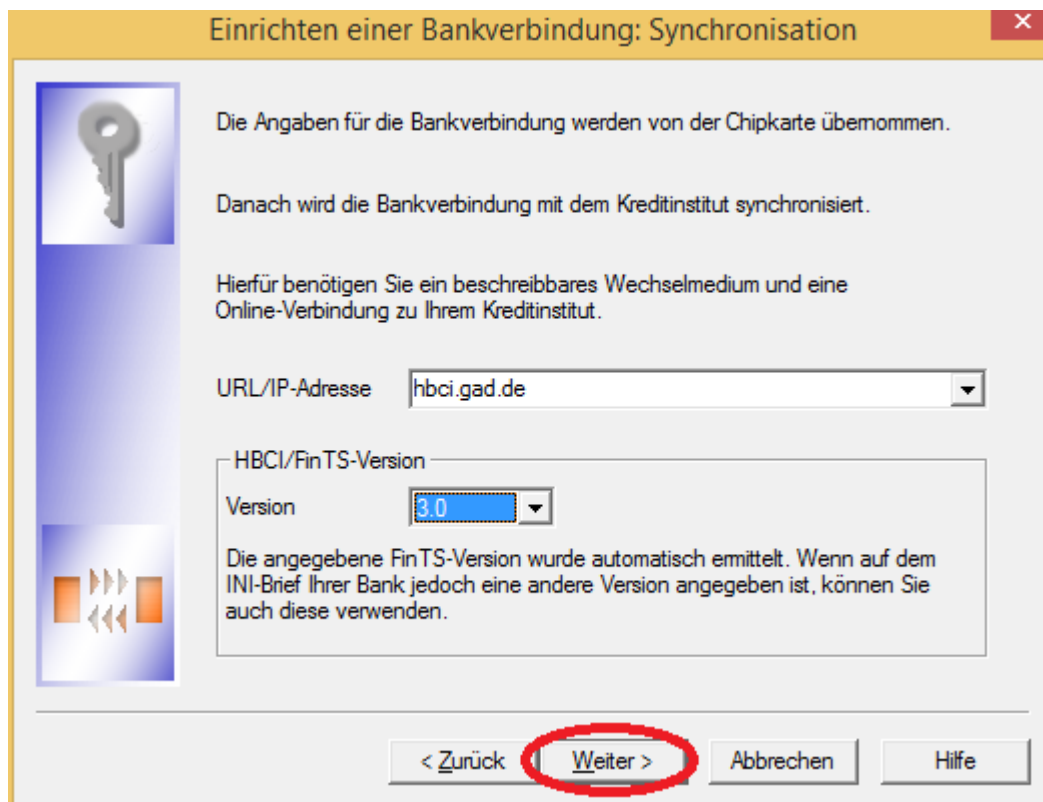 Einrichten einer Bankverbindung: Synchronisation
Die Angaben für die Bankverbindung werden von der Chipkarte übernommen.
Danach wird die Bankverbindung mit dem Kreditinstitut synchronisiert.
Hierfür benötigen Sie ein beschreibbares Wechselmedium und eine
Online-Verbindung zu Ihrem Kreditinstitut.
URL/IP-Adresse hbci.gad.de
HBCI/FinTS-Version
Version 3.0
Die angegebene FinTS-Version wurde automatisch ermittelt. Wenn auf dem
INI-Brief Ihrer Bank jedoch eine andere Version angegeben ist, können Sie
auch diese verwenden.
< Zurück Weiter > Abbrechen Hilfe